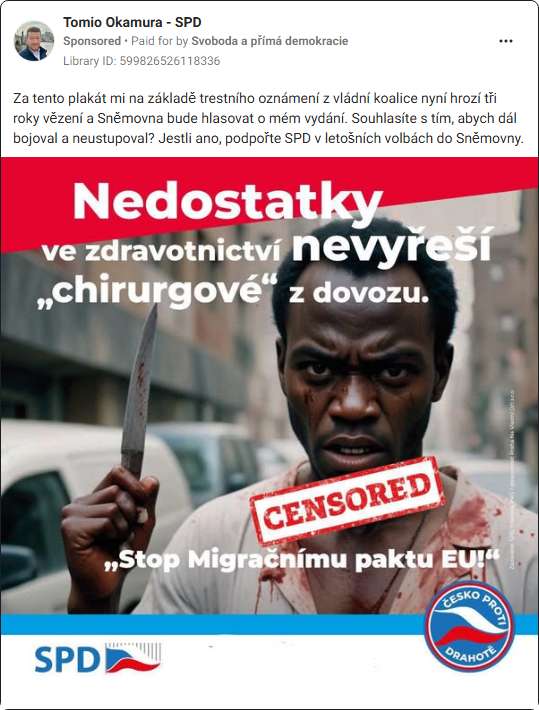 Tomio Okamura - SPD
Sponsored • Paid for by Svoboda a přímá demokracie
Library ID: 599826526118336
Za tento plakát mi na základě trestního oznámení z vládní koalice nyní hrozí tři
roky vězení a Sněmovna bude hlasovat o mém vydání. Souhlasíte s tím, abych dál
bojoval a neustupoval? Jestli ano, podpořte SPD v letošních volbách do Sněmovny.
Nedostatky
ve zdravotnictví nevyřeší
„chirurgové“ z dovozu.
CENSORED
„Stop Migračnímu paktu EU!“
ČESKO PROTI
DRAHOTĚ
SPD